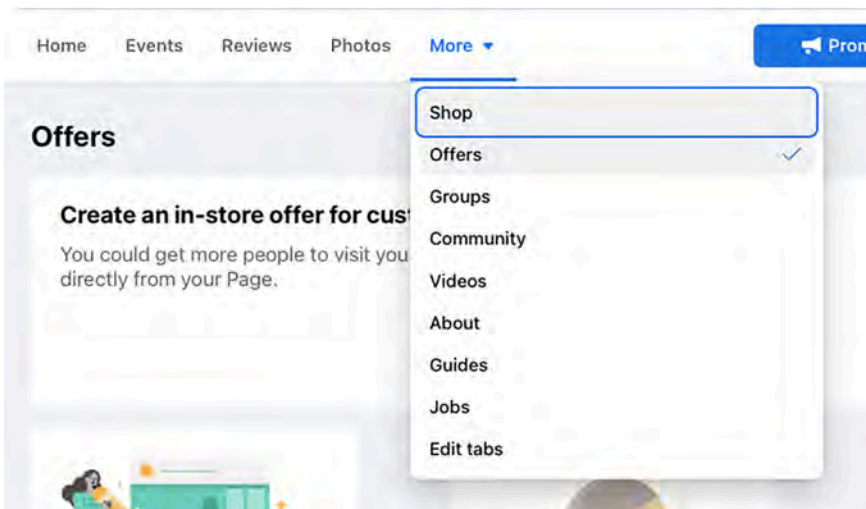 Home Events Reviews Photos More
Offers
Create an in-store offer for
You could get more people to visit you
directly from your Page.
Shop
Offers
Groups
Community
Videos
About
Guides
Jobs
Edit tabs